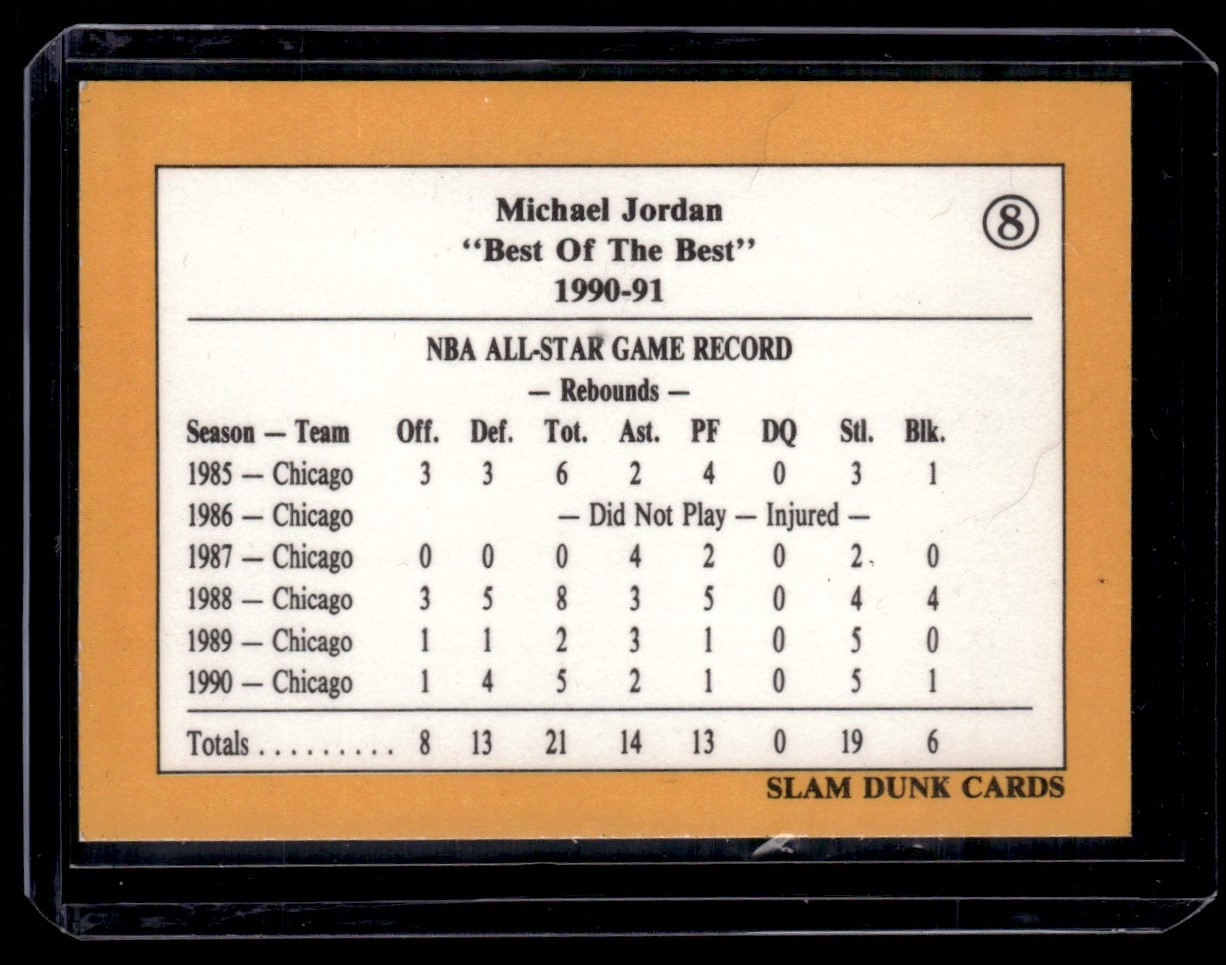 Michael Jordan
8
“Best Of The Best”
1990-91
NBA ALL-STAR GAME RECORD
— Rebounds —
Season — Team Off. Def. Tot. Ast. PF DQ Stl. Blk.
1985 — Chicago 3 3 6 2 4 0 3 1
1986 — Chicago — Did Not Play — Injured —
1987 — Chicago 0 0 0 4 2 0 2 0
1988 — Chicago 3 5 8 3 5 0 4 4
1989 — Chicago 1 1 2 3 1 0 5 0
1990 — Chicago 1 4 5 2 1 0 5 1
Totals . . . . . . . . . 8 13 21 14 13 0 19 6
SLAM DUNK CARDS